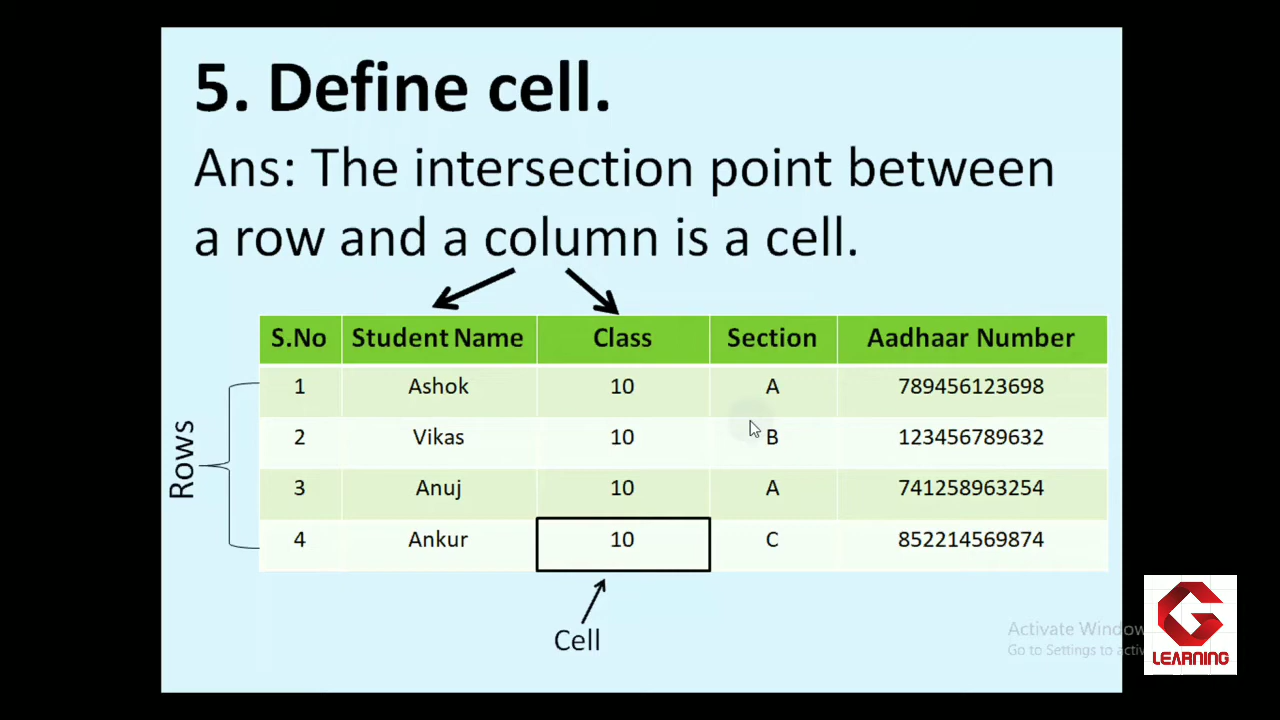 5. Define cell.
Ans: The intersection point between
a row and a column is a cell.
S.No Student Name Class Section Aadhaar Number
1 Ashok 10 A 789456123698
2 Vikas 10 B 123456789632
3 Anuj 10 A 741258963254
4 Ankur 10 C 852214569874
Rows
Cell
Activate Window
Go to Settings to activ
LEARNING